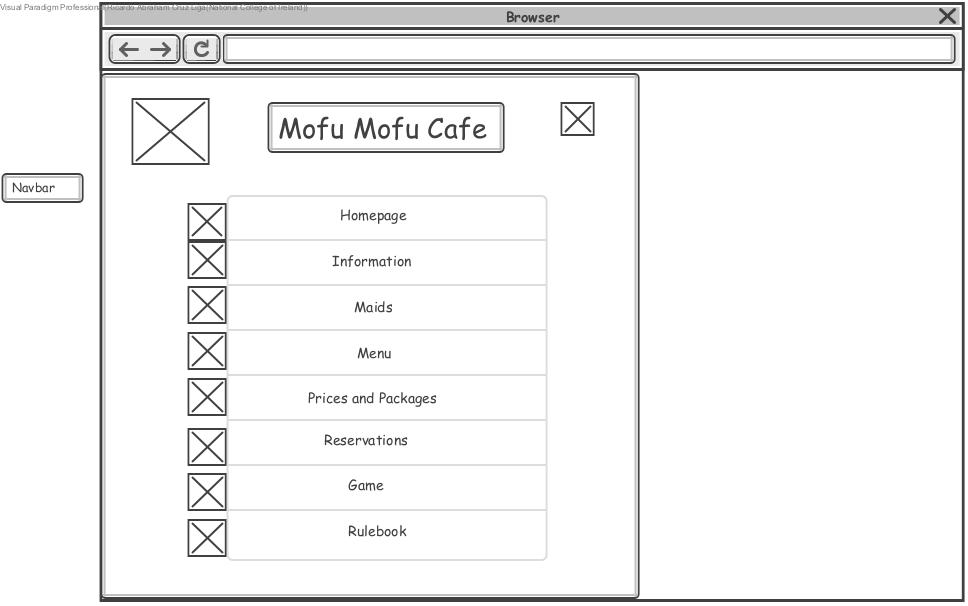 Visual Paradigm Professional(Ricardo Abraham Cruz Liga(National College of Ireland))
Browser
Mofu Mofu Cafe
Navbar
Homepage
Information
Maids
Menu
Prices and Packages
Reservations
Game
Rulebook